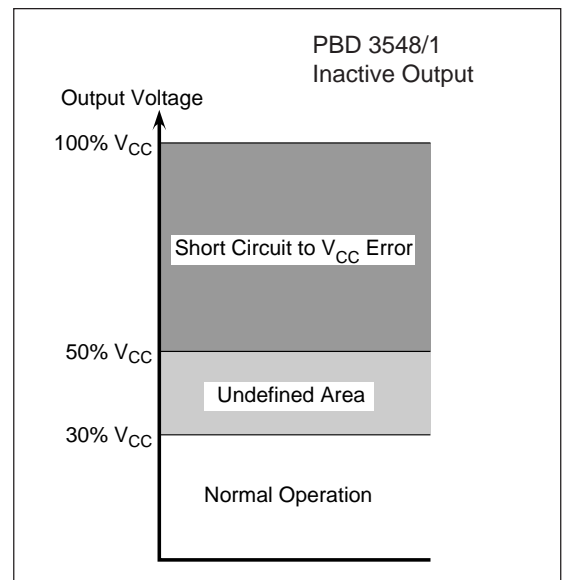 PBD 3548/1
Inactive Output
Output Voltage
100% VCC
Short Circuit to VCC Error
50% VCC
Undefined Area
30% VCC
Normal Operation